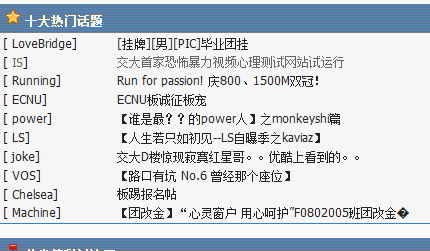 十大热门话题
[ LoveBridge] [挂牌][男][PIC]毕业团挂
[ IS] 交大首家恐怖暴力视频心理测试网站试运行
[ Running] Run for passion! 庆800、1500M双冠!
[ ECNU] ECNU板诚征板宠
[ power] 【谁是最？？的power人】之monkeyshi篇
[ LS] 【人生若只如初见--LS自曝季之kaviaz】
[ joke] 交大D楼惊现寂寞红星哥。。优酷上看到的。。
[ VOS] 【路口有坑 No.6 曾经那个座位】
[ Chelsea] 板踢报名帖
[ Machine] 【团改金】“心灵窗户 用心呵护”F0802005班团改金�